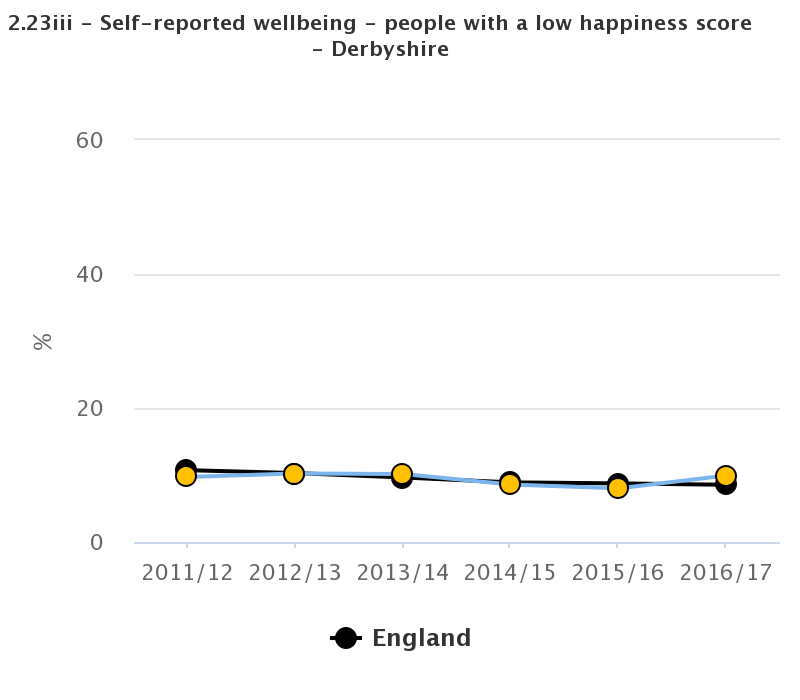 2.23iii - Self-reported wellbeing - people with a low happiness score
- Derbyshire
60
40
%
20
0
2011/12 2012/13 2013/14 2014/15 2015/16 2016/17
England